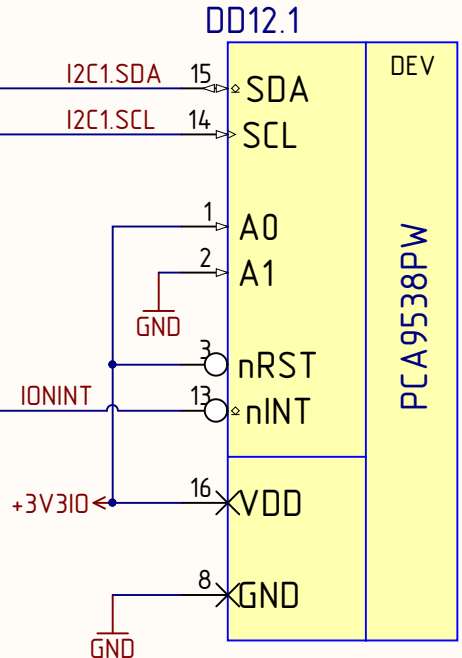 DD12.1
DEV
I2C1.SDA 15 SDA
I2C1.SCL 14 SCL
1 A0
2 A1
GND
3 nRST
IONINT 13 nINT
PCA9538PW
+3V3IO 16 VDD
8 GND
GND